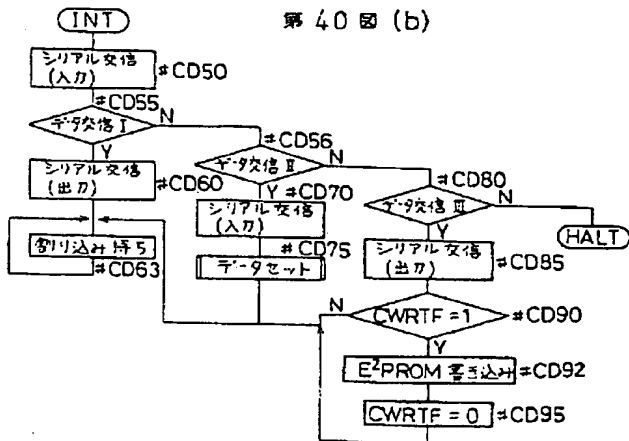 第40図(b)
INT
シリアル交信
(入力)
#CD50
#CD55
データ交信I
N
Y
シリアル交信
(出力)
#CD60
割り込み待ち
#CD63
#CD56
データ交信II
N
Y
#CD70
シリアル交信
(入力)
#CD75
データセット
#CD80
データ交信III
N
Y
HALT
シリアル交信
(出力)
#CD85
N
CWRTF=1
#CD90
Y
E²PROM書き込み
#CD92
CWRTF=0
#CD95